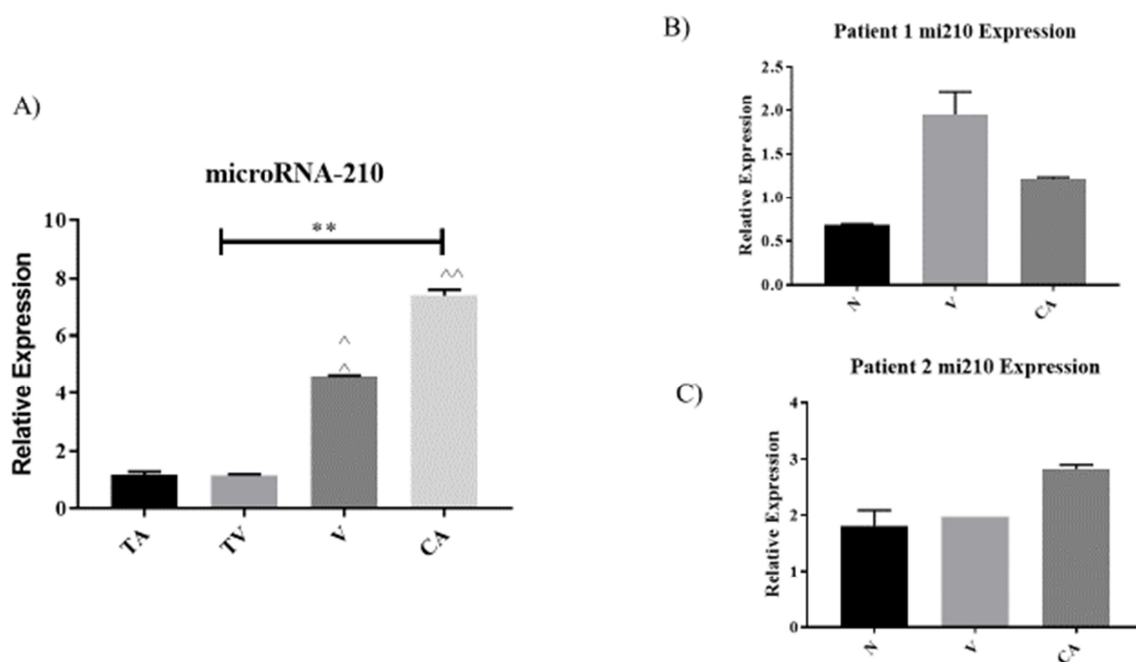 A)
microRNA-210
Relative Expression
10
8
6
4
2
0
**
^
^
^^
TA
TV
V
CA
B)
Patient 1 mi210 Expression
Relative Expression
2.5
2.0
1.5
1.0
0.5
0.0
N
V
CA
C)
Patient 2 mi210 Expression
Relative Expression
4
3
2
1
0
N
V
CA